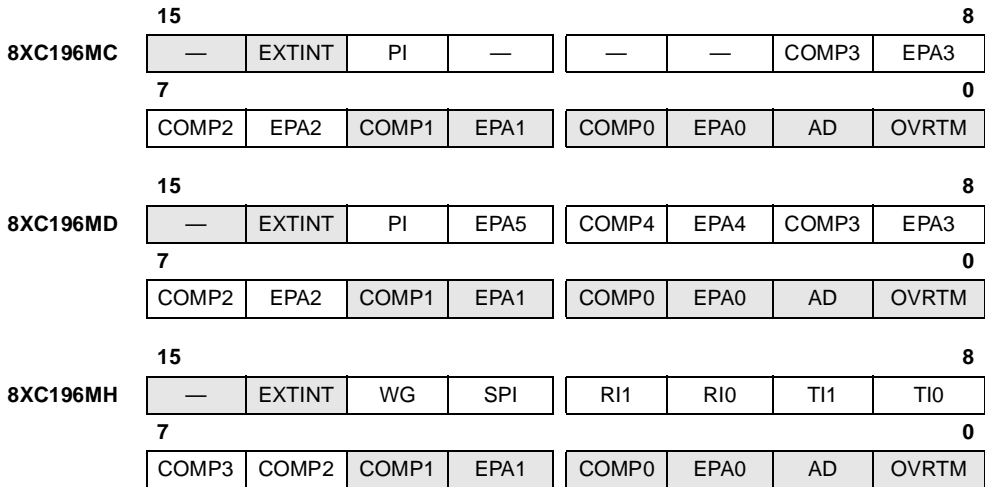 15 8
8XC196MC — EXTINT PI — — — COMP3 EPA3
7 0
COMP2 EPA2 COMP1 EPA1 COMP0 EPA0 AD OVRTM
15 8
8XC196MD — EXTINT PI EPA5 COMP4 EPA4 COMP3 EPA3
7 0
COMP2 EPA2 COMP1 EPA1 COMP0 EPA0 AD OVRTM
15 8
8XC196MH — EXTINT WG SPI RI1 RI0 TI1 TI0
7 0
COMP3 COMP2 COMP1 EPA1 COMP0 EPA0 AD OVRTM